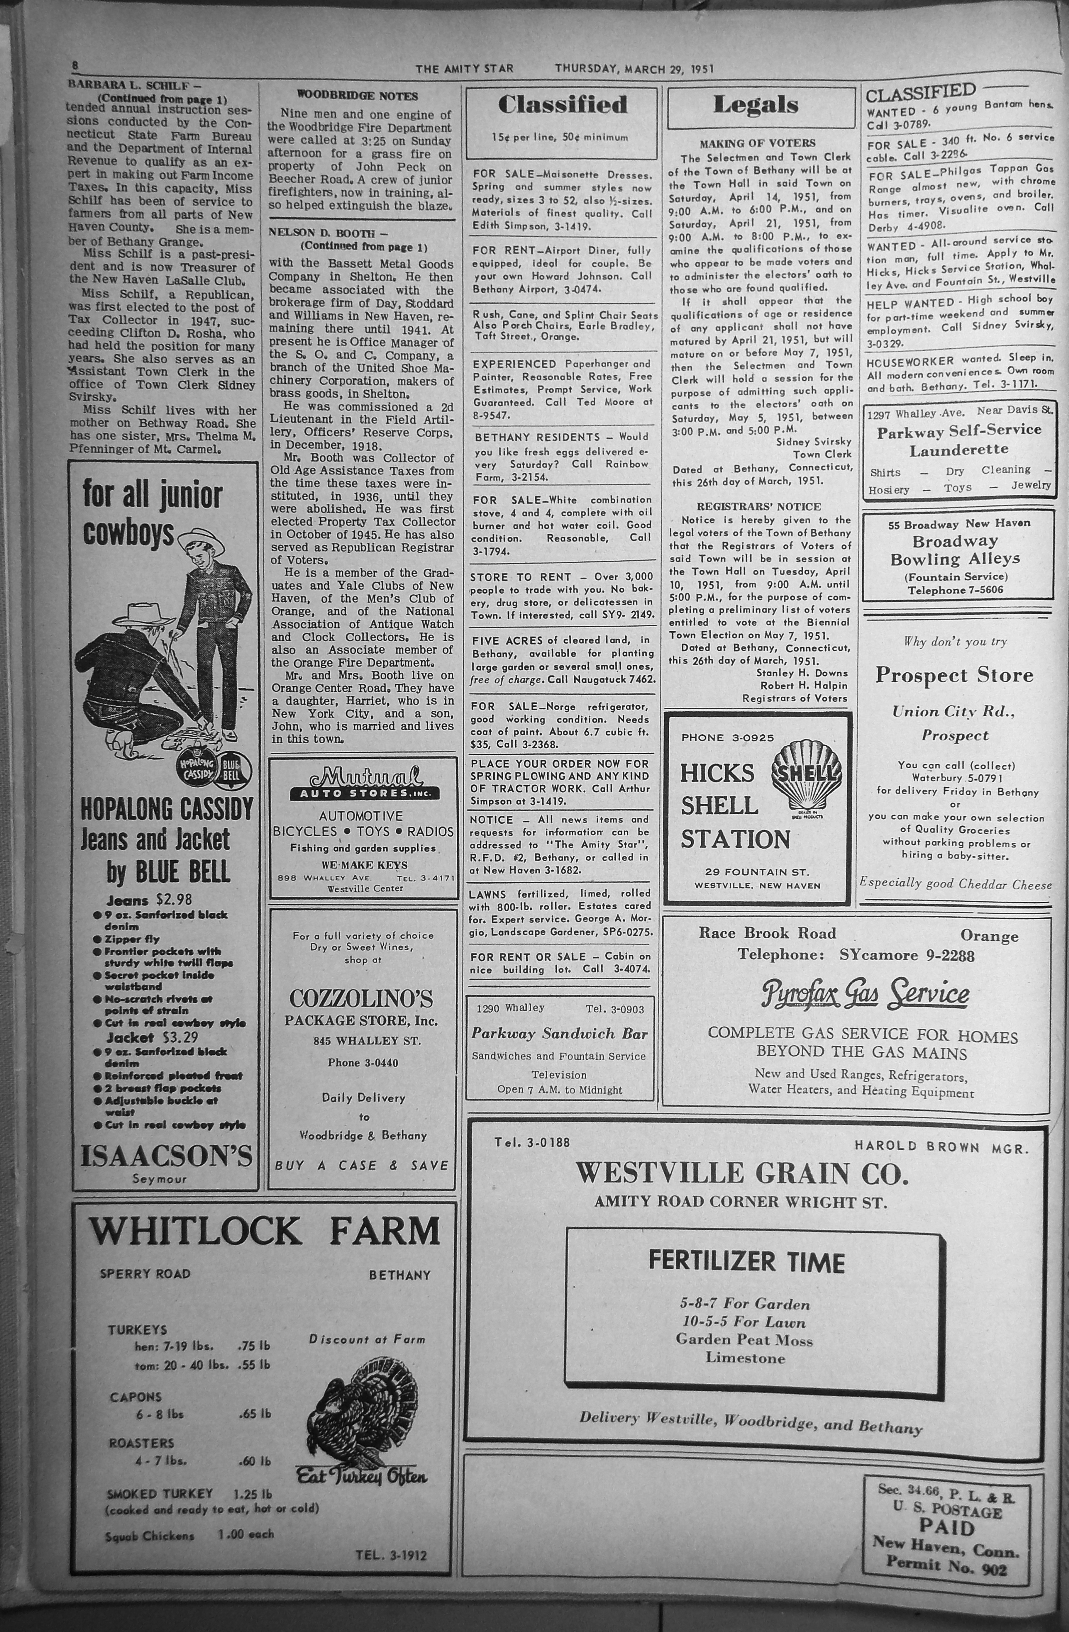 8
THE AMITY STAR THURSDAY, MARCH 29, 1951
BARBARA L. SCHILF —
(Continued from page 1)
tended annual instruction ses-
sions conducted by the Con-
necticut State Farm Bureau
and the Department of Internal
Revenue to qualify as an ex-
pert in making out Farm Income
Taxes. In this capacity, Miss
Schilf has been of service to
farmers from all parts of New
Haven County. She is a mem-
ber of Bethany Grange.
Miss Schilf is a past-presi-
dent and is now Treasurer of
the New Haven LaSalle Club.
Miss Schilf, a Republican,
was first elected to the post of
Tax Collector in 1947, suc-
ceeding Clifton D. Rosha, who
had held the position for many
years. She also serves as an
Assistant Town Clerk in the
office of Town Clerk Sidney
Svirsky.
Miss Schilf lives with her
mother on Bethway Road. She
has one sister, Mrs. Thelma M.
Pfenninger of Mt. Carmel.
for all junior
cowboys
HOPALONG
CASSIDY
BLUE
BELL
HOPALONG CASSIDY
Jeans and Jacket
by BLUE BELL
Jeans $2.98
● 9 oz. Sanforized black
denim
● Zipper fly
● Frontier pockets with
sturdy white twill flaps
● Secret pocket inside
waistband
● No-scratch rivets at
points of strain
● Cut in real cowboy style
Jacket $3.29
● 9 oz. Sanforized black
denim
● Reinforced pleated front
● 2 breast flap pockets
● Adjustable buckle at
waist
● Cut in real cowboy style
ISAACSON'S
Seymour
WOODBRIDGE NOTES
Nine men and one engine of
the Woodbridge Fire Department
were called at 3:25 on Sunday
afternoon for a grass fire on
property of John Peck on
Beecher Road. A crew of junior
firefighters, now in training, al-
so helped extinguish the blaze.
NELSON D. BOOTH —
(Continued from page 1)
with the Bassett Metal Goods
Company in Shelton. He then
became associated with the
brokerage firm of Day, Stoddard
and Williams in New Haven, re-
maining there until 1941. At
present he is Office Manager of
the S. O. and C. Company, a
branch of the United Shoe Ma-
chinery Corporation, makers of
brass goods, in Shelton.
He was commissioned a 2d
Lieutenant in the Field Artil-
lery, Officers' Reserve Corps,
in December, 1918.
Mr. Booth was Collector of
Old Age Assistance Taxes from
the time these taxes were in-
stituted, in 1936, until they
were abolished. He was first
elected Property Tax Collector
in October of 1945. He has also
served as Republican Registrar
of Voters.
He is a member of the Grad-
uates and Yale Clubs of New
Haven, of the Men's Club of
Orange, and of the National
Association of Antique Watch
and Clock Collectors. He is
also an Associate member of
the Orange Fire Department.
Mr. and Mrs. Booth live on
Orange Center Road. They have
a daughter, Harriet, who is in
New York City, and a son,
John, who is married and lives
in this town.
Mutual
AUTO STORES, INC.
AUTOMOTIVE
BICYCLES ● TOYS ● RADIOS
Fishing and garden supplies
WE MAKE KEYS
898 WHALLEY AVE TEL. 3-4171
Westville Center
For a full variety of choice
Dry or Sweet Wines,
shop at
COZZOLINO'S
PACKAGE STORE, Inc.
845 WHALLEY ST.
Phone 3-0440
Daily Delivery
to
Woodbridge & Bethany
BUY A CASE & SAVE
WHITLOCK FARM
SPERRY ROAD BETHANY
TURKEYS
hen: 7-19 lbs. .75 lb
tom: 20 - 40 lbs. .55 lb
CAPONS
6 - 8 lbs .65 lb
ROASTERS
4 - 7 lbs. .60 lb
SMOKED TURKEY 1.25 lb
(cooked and ready to eat, hot or cold)
Squab Chickens 1.00 each
Discount at Farm
Eat Turkey Often
TEL. 3-1912
Classified
15¢ per line, 50¢ minimum
FOR SALE—Maisonette Dresses.
Spring and summer styles now
ready, sizes 3 to 52, also ½-sizes.
Materials of finest quality. Call
Edith Simpson, 3-1419.
FOR RENT—Airport Diner, fully
equipped, ideal for couple. Be
your own Howard Johnson. Call
Bethany Airport, 3-0474.
Rush, Cane, and Splint Chair Seats
Also Porch Chairs, Earle Bradley,
Taft Street., Orange.
EXPERIENCED Paperhanger and
Painter, Reasonable Rates, Free
Estimates, Prompt Service, Work
Guaranteed. Call Ted Moore at
8-9547.
BETHANY RESIDENTS – Would
you like fresh eggs delivered e-
very Saturday? Call Rainbow
Farm, 3-2154.
FOR SALE—White combination
stove, 4 and 4, complete with oil
burner and hot water coil. Good
condition. Reasonable, Call
3-1794.
STORE TO RENT – Over 3,000
people to trade with you. No bak-
ery, drug store, or delicatessen in
Town. If interested, call SY9- 2149.
FIVE ACRES of cleared land, in
Bethany, available for planting
large garden or several small ones,
free of charge. Call Naugatuck 7462.
FOR SALE—Norge refrigerator,
good working condition. Needs
coat of paint. About 6.7 cubic ft.
$35, Call 3-2368.
PLACE YOUR ORDER NOW FOR
SPRING PLOWING AND ANY KIND
OF TRACTOR WORK. Call Arthur
Simpson at 3-1419.
NOTICE – All news items and
requests for information can be
addressed to "The Amity Star",
R.F.D. #2, Bethany, or called in
at New Haven 3-1682.
LAWNS fertilized, limed, rolled
with 800-lb. roller. Estates cared
for. Expert service. George A. Mor-
gio, Landscape Gardener, SP6-0275.
FOR RENT OR SALE – Cabin on
nice building lot. Call 3-4074.
1290 Whalley Tel. 3-0903
Parkway Sandwich Bar
Sandwiches and Fountain Service
Television
Open 7 A.M. to Midnight
Legals
MAKING OF VOTERS
The Selectmen and Town Clerk
of the Town of Bethany will be at
the Town Hall in said Town on
Saturday, April 14, 1951, from
9:00 A.M. to 6:00 P.M., and on
Saturday, April 21, 1951, from
9:00 A.M. to 8:00 P.M., to ex-
amine the qualifications of those
who appear to be made voters and
to administer the electors' oath to
those who are found qualified.
If it shall appear that the
qualifications of age or residence
of any applicant shall not have
matured by April 21, 1951, but will
mature on or before May 7, 1951,
then the Selectmen and Town
Clerk will hold a session for the
purpose of admitting such appli-
cants to the electors' oath on
Saturday, May 5, 1951, between
3:00 P.M. and 5:00 P.M.
Sidney Svirsky
Town Clerk
Dated at Bethany, Connecticut,
this 26th day of March, 1951.
REGISTRARS' NOTICE
Notice is hereby given to the
legal voters of the Town of Bethany
that the Registrars of Voters of
said Town will be in session at
the Town Hall on Tuesday, April
10, 1951, from 9:00 A.M. until
5:00 P.M., for the purpose of com-
pleting a preliminary list of voters
entitled to vote at the Biennial
Town Election on May 7, 1951.
Dated at Bethany, Connecticut,
this 26th day of March, 1951.
Stanley H. Downs
Robert H. Halpin
Registrars of Voters
PHONE 3-0925
HICKS
SHELL
STATION
SHELL
29 FOUNTAIN ST.
WESTVILLE, NEW HAVEN
CLASSIFIED
WANTED - 6 young Bantam hens.
Call 3-0789.
FOR SALE - 340 ft. No. 6 service
cable. Call 3-2296.
FOR SALE—Philgas Tappan Gas
Range almost new, with chrome
burners, trays, ovens, and broiler.
Has timer. Visualite oven. Call
Derby 4-4908.
WANTED - All-around service sta-
tion man, full time. Apply to Mr.
Hicks, Hicks Service Station, Whal-
ley Ave. and Fountain St., Westville
HELP WANTED - High school boy
for part-time weekend and summer
employment. Call Sidney Svirsky,
3-0329.
HOUSEWORKER wanted. Sleep in.
All modern conveniences. Own room
and bath. Bethany. Tel. 3-1171.
1297 Whalley Ave. Near Davis St.
Parkway Self-Service
Launderette
Shirts — Dry Cleaning —
Hosiery — Toys — Jewelry
55 Broadway New Haven
Broadway
Bowling Alleys
(Fountain Service)
Telephone 7-5606
Why don't you try
Prospect Store
Union City Rd.,
Prospect
You can call (collect)
Waterbury 5-0791
for delivery Friday in Bethany
or
you can make your own selection
of Quality Groceries
without parking problems or
hiring a baby-sitter.
Especially good Cheddar Cheese
Race Brook Road Orange
Telephone: SYcamore 9-2288
Pyrofax Gas Service
COMPLETE GAS SERVICE FOR HOMES
BEYOND THE GAS MAINS
New and Used Ranges, Refrigerators,
Water Heaters, and Heating Equipment
Tel. 3-0188 HAROLD BROWN MGR.
WESTVILLE GRAIN CO.
AMITY ROAD CORNER WRIGHT ST.
FERTILIZER TIME
5-8-7 For Garden
10-5-5 For Lawn
Garden Peat Moss
Limestone
Delivery Westville, Woodbridge, and Bethany
Sec. 34.66, P. L. & R.
U. S. POSTAGE
PAID
New Haven, Conn.
Permit No. 902